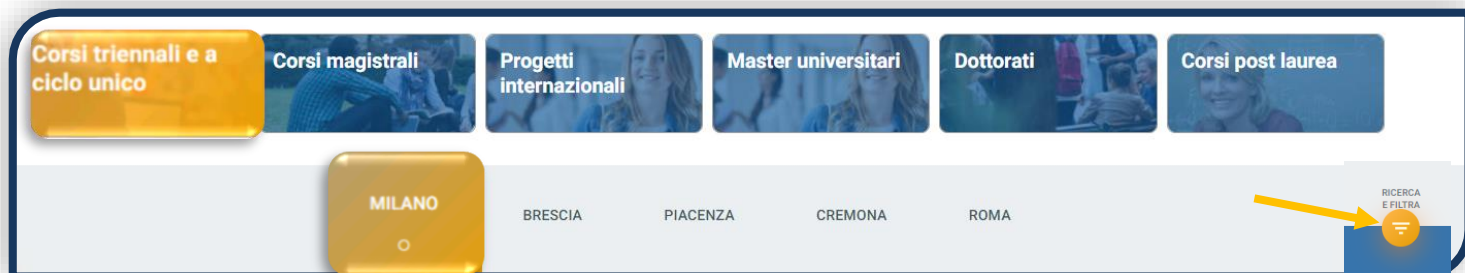 Corsi triennali e a
ciclo unico
Corsi magistrali
Progetti
internazionali
Master universitari
Dottorati
Corsi post laurea
MILANO
BRESCIA
PIACENZA
CREMONA
ROMA
RICERCA
E FILTRA